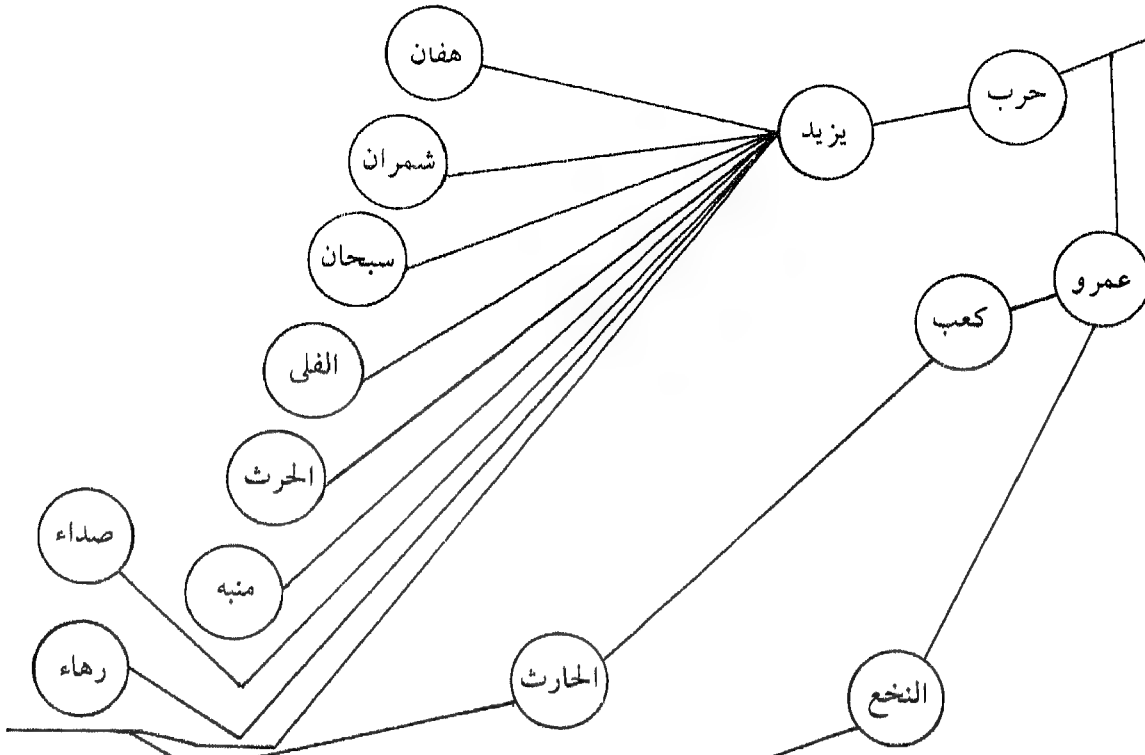 هفان
حرب
يزيد
شمران
سبحان
عمرو
كعب
الفلى
الحرث
صداء
منبه
رهاء
الحارث
النخع